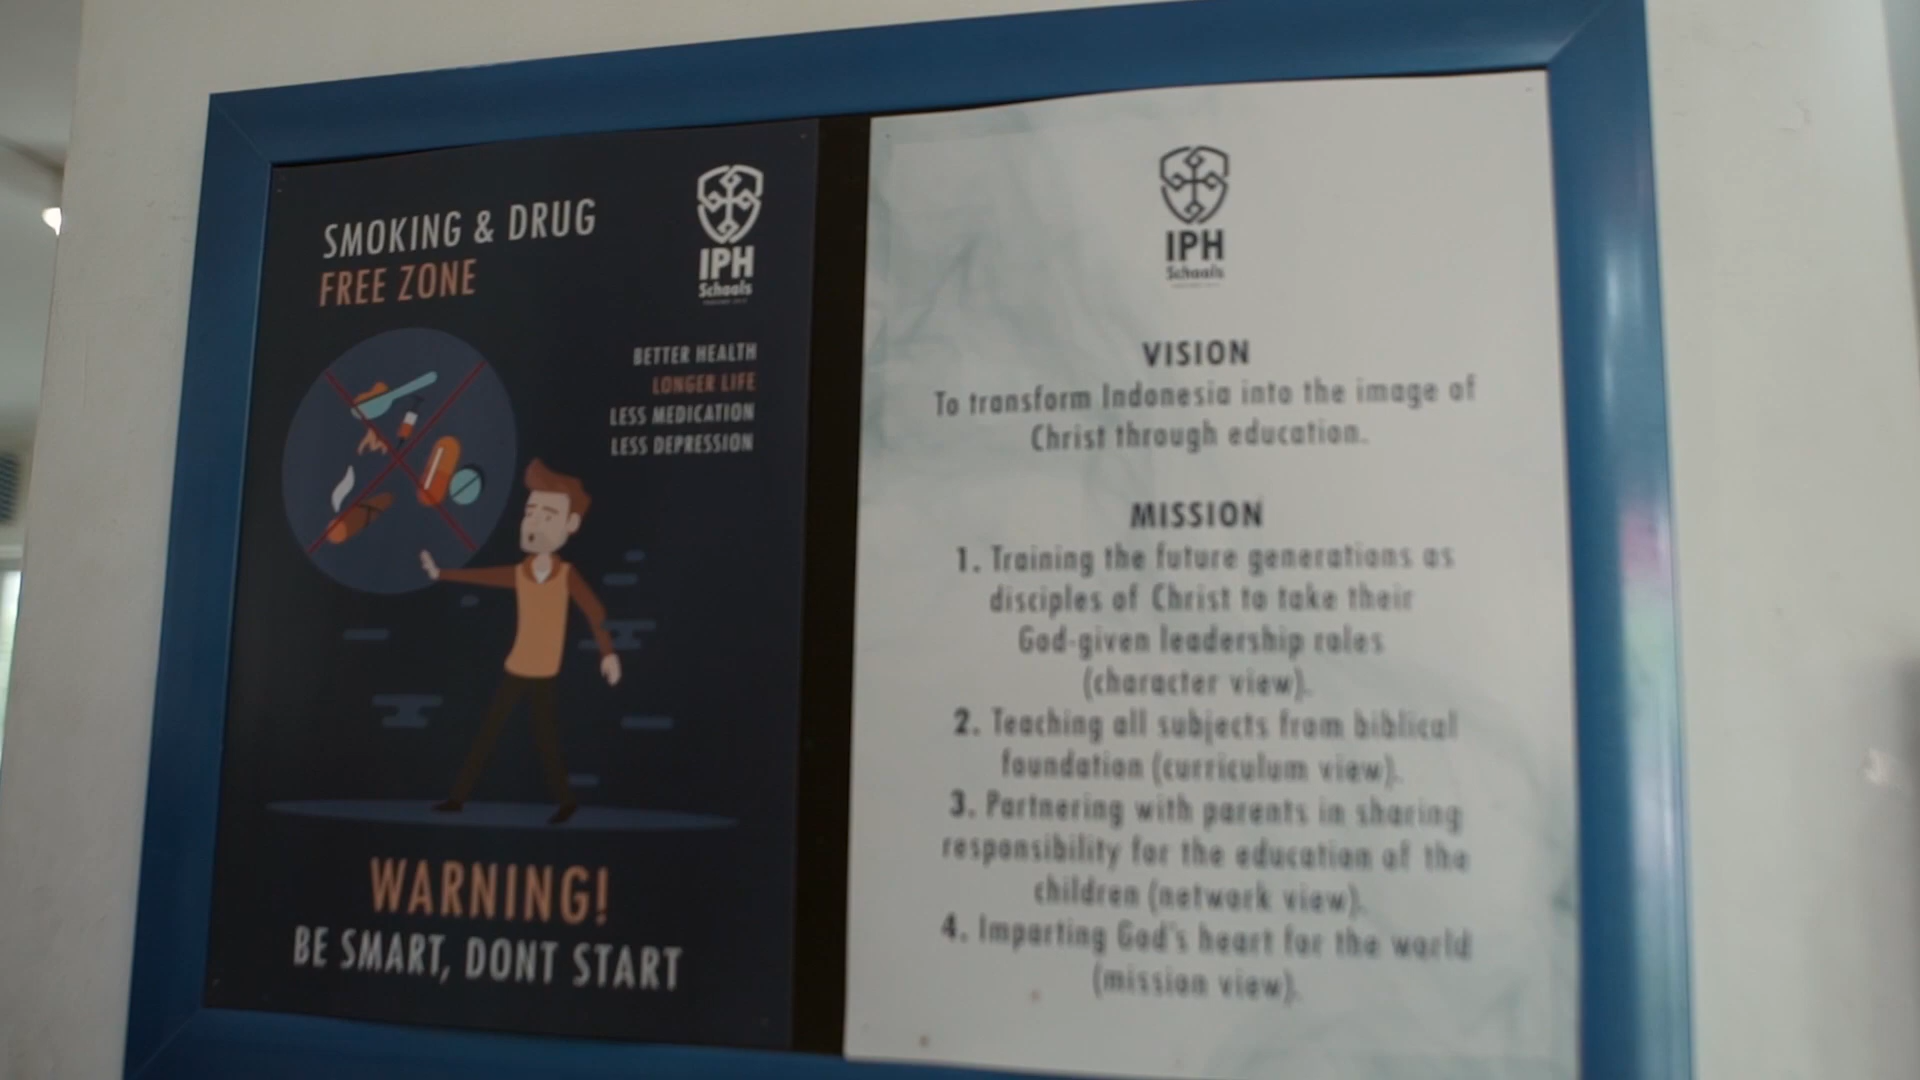 SMOKING & DRUG
FREE ZONE
IPH
Schools
BETTER HEALTH
LONGER LIFE
LESS MEDICATION
LESS DEPRESSION
WARNING!
BE SMART, DONT START
IPH
Schools
VISION
To transform Indonesia into the image of
Christ through education.
MISSION
1. Training the future generations as
disciples of Christ to take their
God-given leadership roles
(character view).
2. Teaching all subjects from biblical
foundation (curriculum view).
3. Partnering with parents in sharing
responsibility for the education of the
children (network view).
4. Imparting God's heart for the world
(mission view).